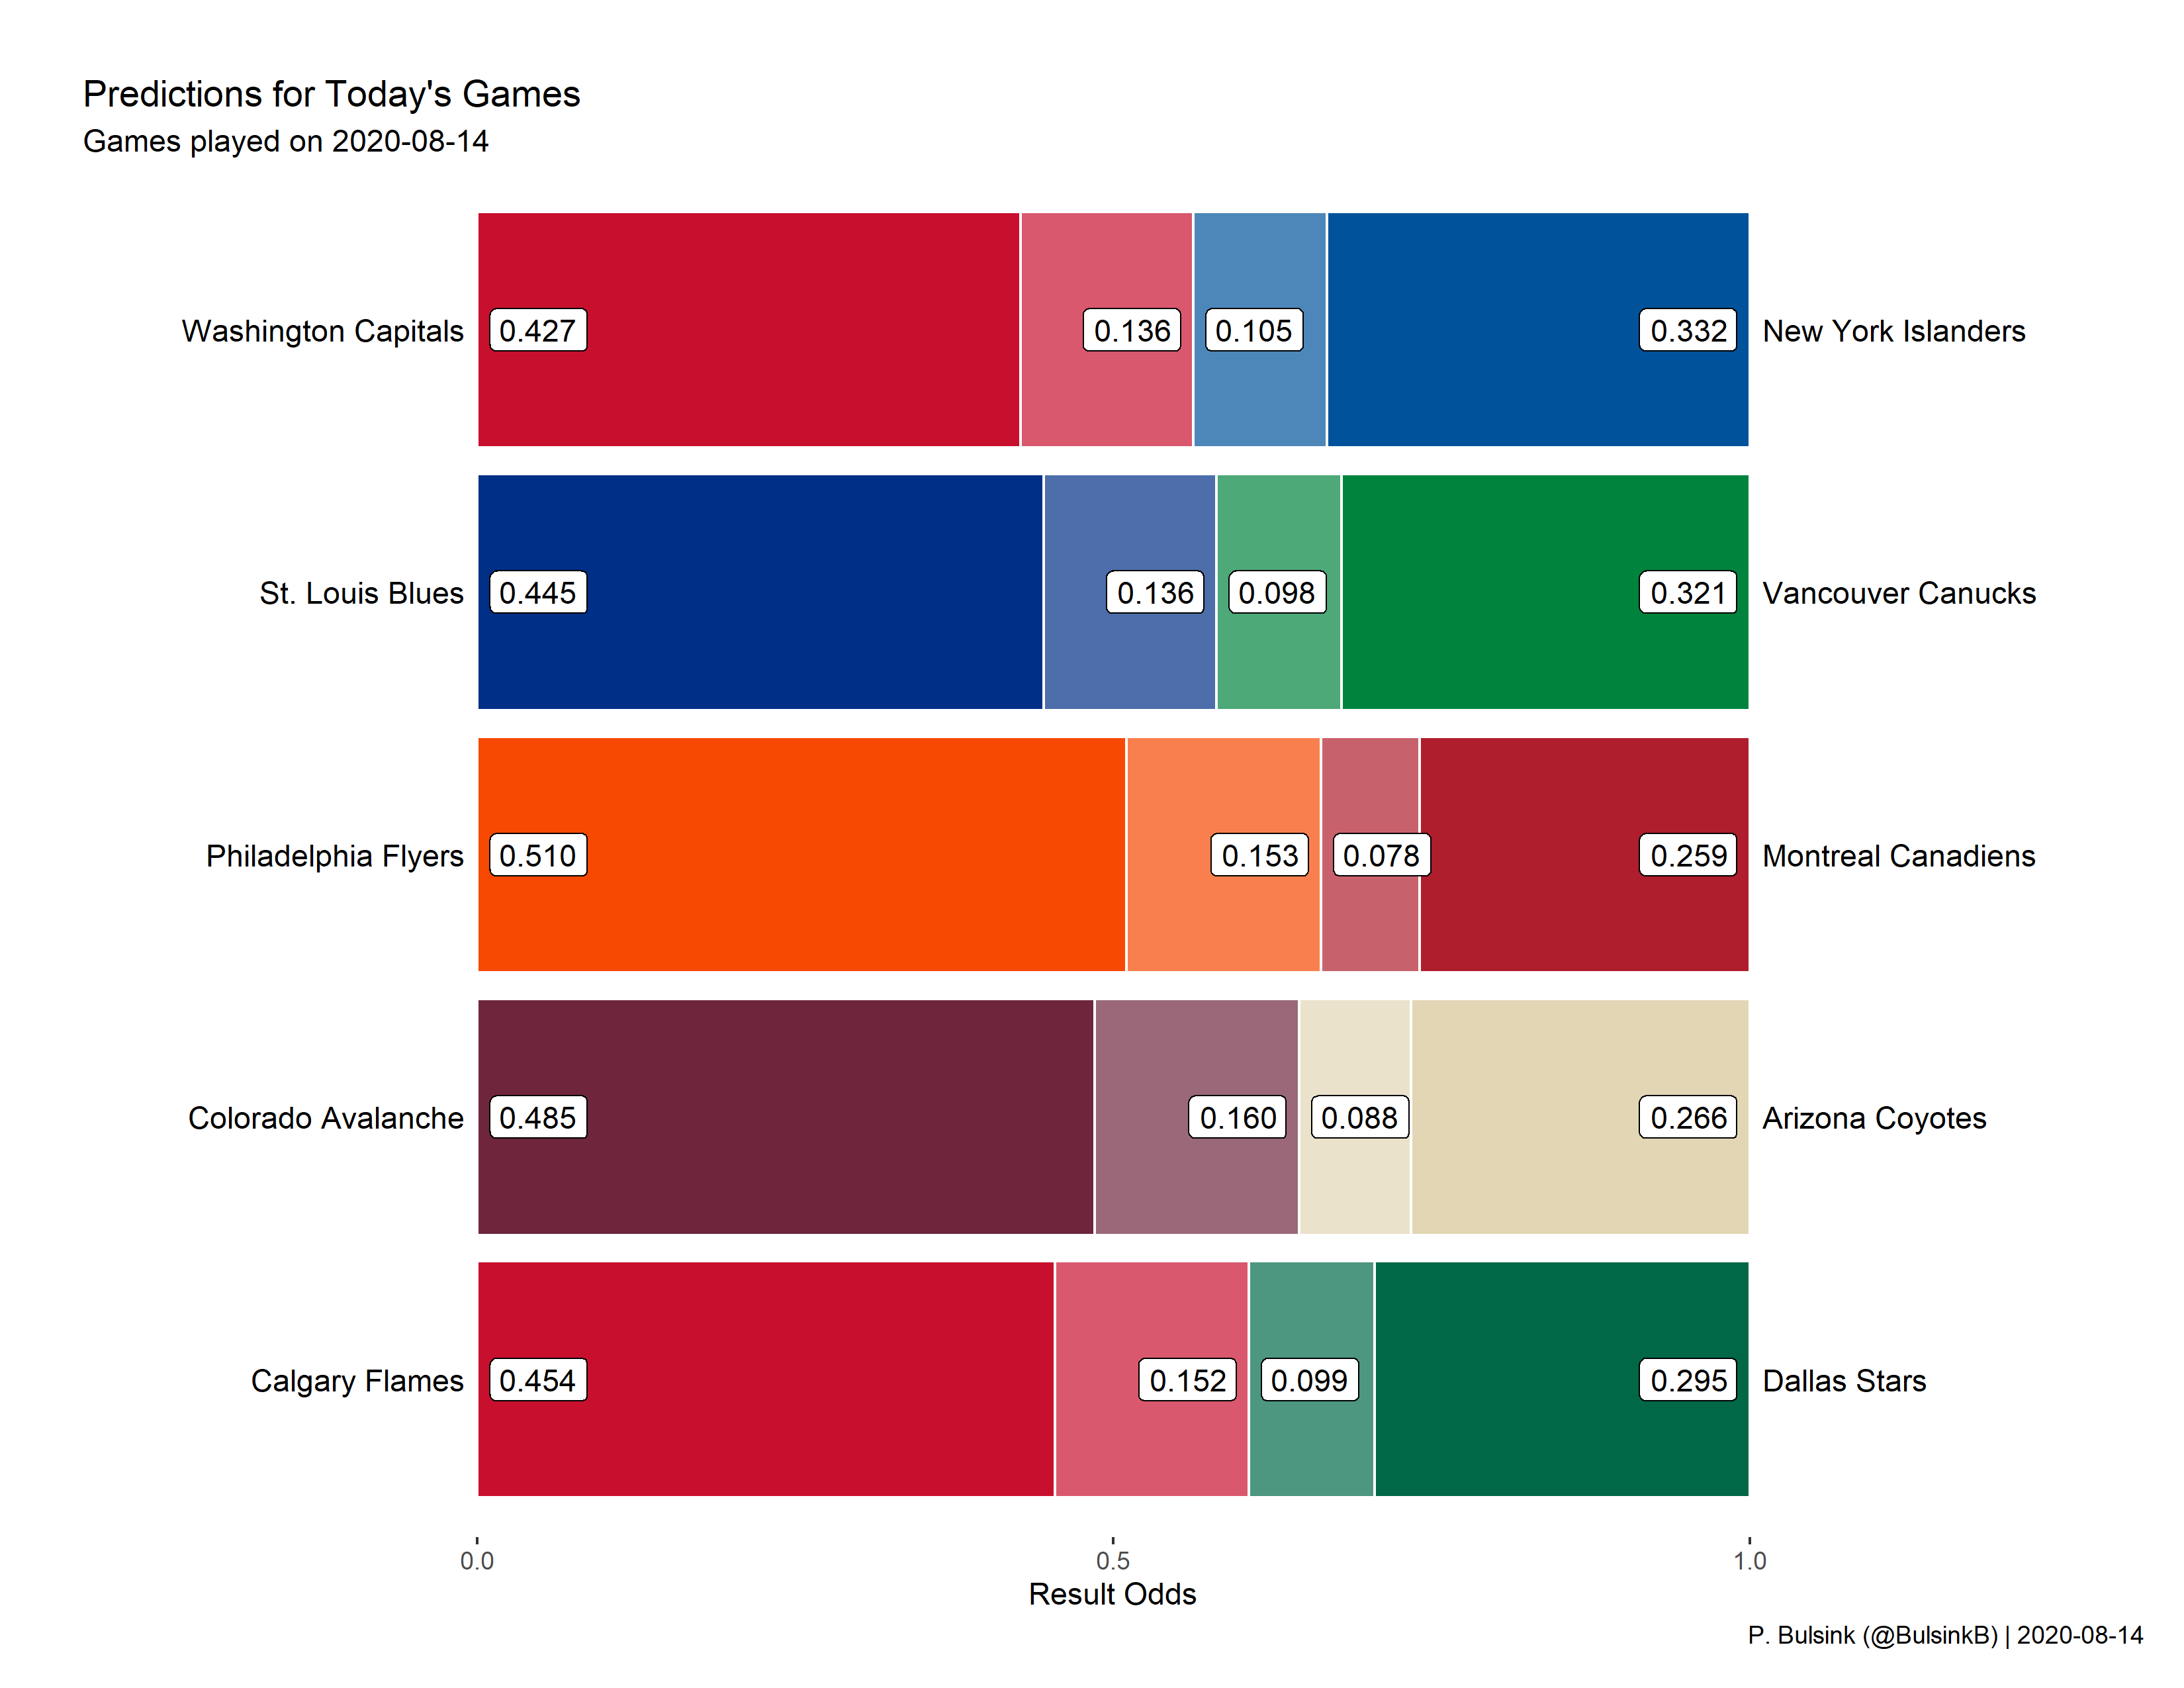 Predictions for Today's Games
Games played on 2020-08-14
Washington Capitals 0.427 0.136 0.105 0.332 New York Islanders
St. Louis Blues 0.445 0.136 0.098 0.321 Vancouver Canucks
Philadelphia Flyers 0.510 0.153 0.078 0.259 Montreal Canadiens
Colorado Avalanche 0.485 0.160 0.088 0.266 Arizona Coyotes
Calgary Flames 0.454 0.152 0.099 0.295 Dallas Stars
0.0 0.5 1.0
Result Odds
P. Bulsink (@BulsinkB) | 2020-08-14